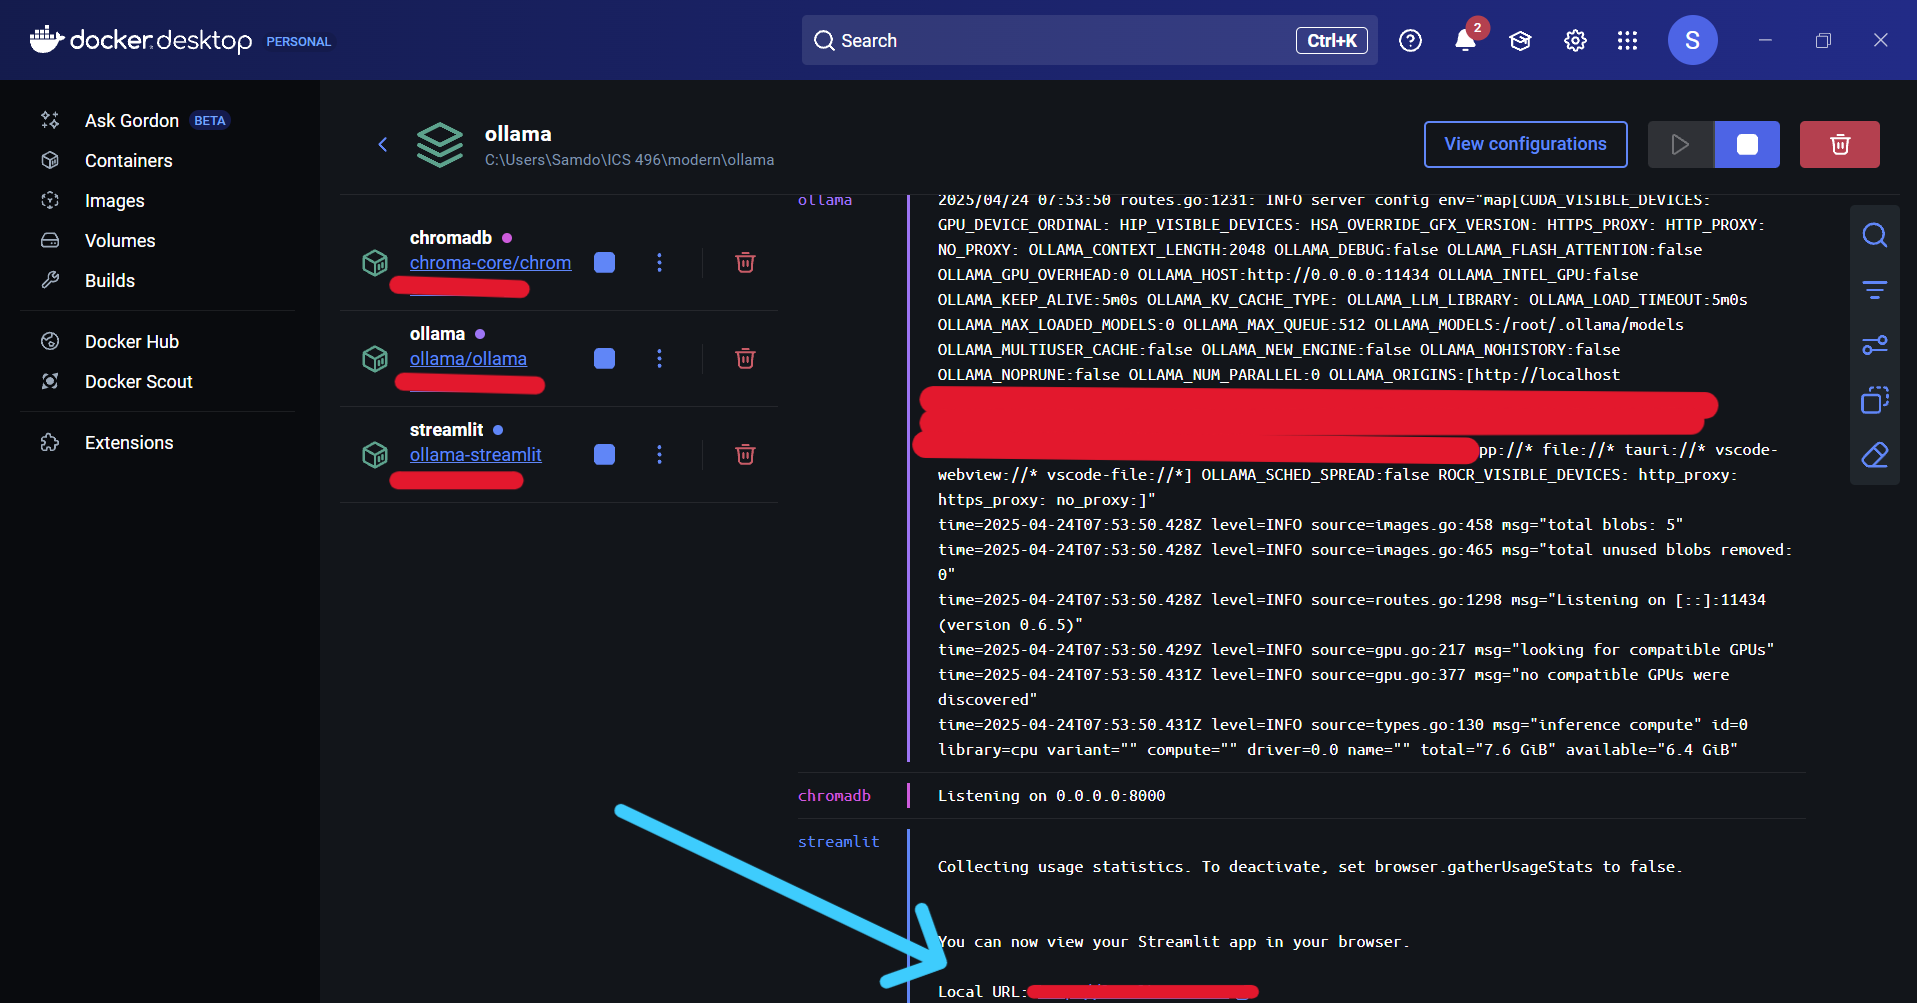 docker desktop PERSONAL
Search
Ctrl+K
2
S
Ask Gordon BETA
Containers
Images
Volumes
Builds
Docker Hub
Docker Scout
Extensions
ollama
C:\Users\Samdo\ICS 496\modern\ollama
View configurations
chromadb
chroma-core/chrom
ollama
ollama/ollama
streamlit
ollama-streamlit
ollama
2025/04/24 07:53:50 routes.go:1231: INFO server config env="map[CUDA_VISIBLE_DEVICES:
GPU_DEVICE_ORDINAL: HIP_VISIBLE_DEVICES: HSA_OVERRIDE_GFX_VERSION: HTTPS_PROXY: HTTP_PROXY:
NO_PROXY: OLLAMA_CONTEXT_LENGTH:2048 OLLAMA_DEBUG:false OLLAMA_FLASH_ATTENTION:false
OLLAMA_GPU_OVERHEAD:0 OLLAMA_HOST:http://0.0.0.0:11434 OLLAMA_INTEL_GPU:false
OLLAMA_KEEP_ALIVE:5m0s OLLAMA_KV_CACHE_TYPE: OLLAMA_LLM_LIBRARY: OLLAMA_LOAD_TIMEOUT:5m0s
OLLAMA_MAX_LOADED_MODELS:0 OLLAMA_MAX_QUEUE:512 OLLAMA_MODELS:/root/.ollama/models
OLLAMA_MULTIUSER_CACHE:false OLLAMA_NEW_ENGINE:false OLLAMA_NOHISTORY:false
OLLAMA_NOPRUNE:false OLLAMA_NUM_PARALLEL:0 OLLAMA_ORIGINS:[http://localhost
pp://* file://* tauri://* vscode-
webview://* vscode-file://*] OLLAMA_SCHED_SPREAD:false ROCR_VISIBLE_DEVICES: http_proxy:
https_proxy: no_proxy:]"
time=2025-04-24T07:53:50.428Z level=INFO source=images.go:458 msg="total blobs: 5"
time=2025-04-24T07:53:50.428Z level=INFO source=images.go:465 msg="total unused blobs removed:
0"
time=2025-04-24T07:53:50.428Z level=INFO source=routes.go:1298 msg="Listening on [::]:11434
(version 0.6.5)"
time=2025-04-24T07:53:50.429Z level=INFO source=gpu.go:217 msg="looking for compatible GPUs"
time=2025-04-24T07:53:50.431Z level=INFO source=gpu.go:377 msg="no compatible GPUs were
discovered"
time=2025-04-24T07:53:50.431Z level=INFO source=types.go:130 msg="inference compute" id=0
library=cpu variant="" compute="" driver=0.0 name="" total="7.6 GiB" available="6.4 GiB"
chromadb
Listening on 0.0.0.0:8000
streamlit
Collecting usage statistics. To deactivate, set browser.gatherUsageStats to false.
You can now view your Streamlit app in your browser.
Local URL: